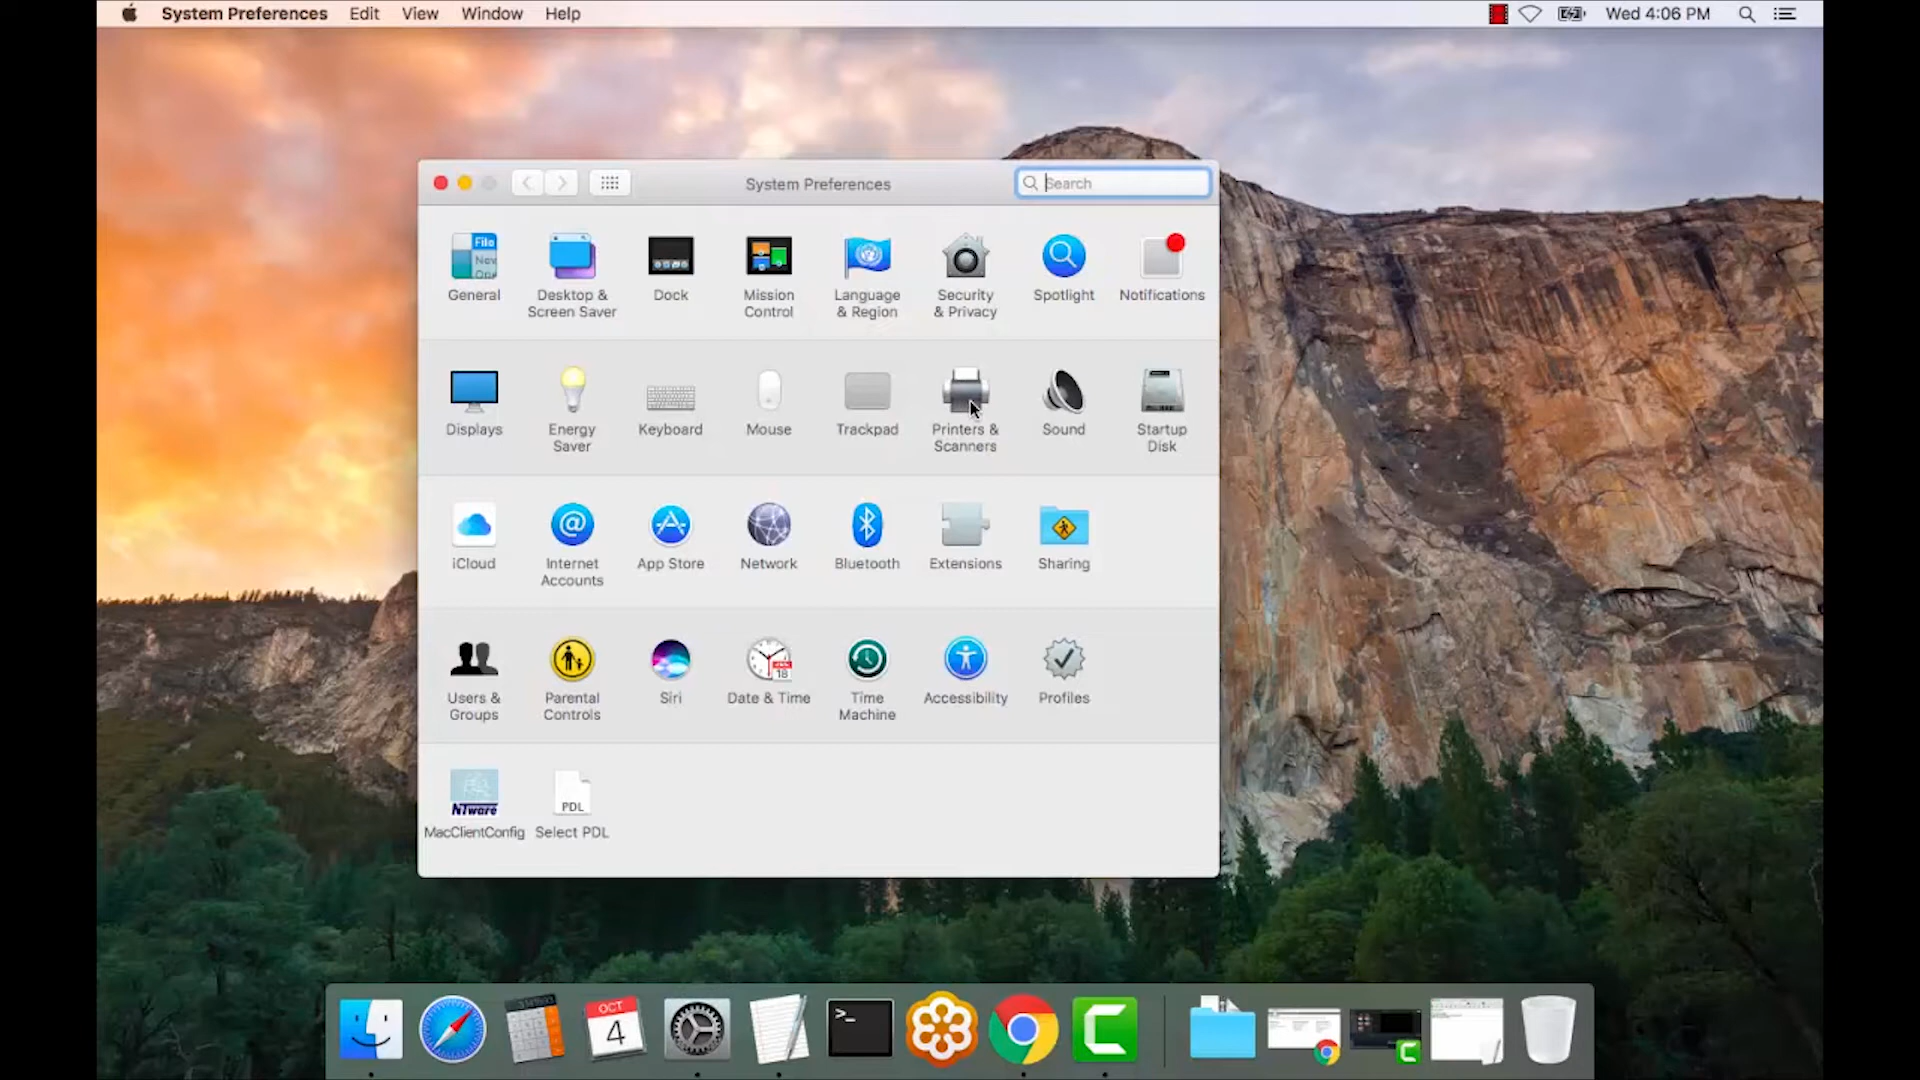 System Preferences Edit View Window Help Wed 4:06 PM
System Preferences
Search
File
New
General
Desktop &
Screen Saver
Dock
Mission
Control
Language
& Region
Security
& Privacy
Spotlight
Notifications
Displays
Energy
Saver
Keyboard
Mouse
Trackpad
Printers &
Scanners
Sound
Startup
Disk
iCloud
Internet
Accounts
App Store
Network
Bluetooth
Extensions
Sharing
Users &
Groups
Parental
Controls
Siri
18
Date & Time
Time
Machine
Accessibility
Profiles
NTware
MacClientConfig
PDL
Select PDL
OCT
4
>_